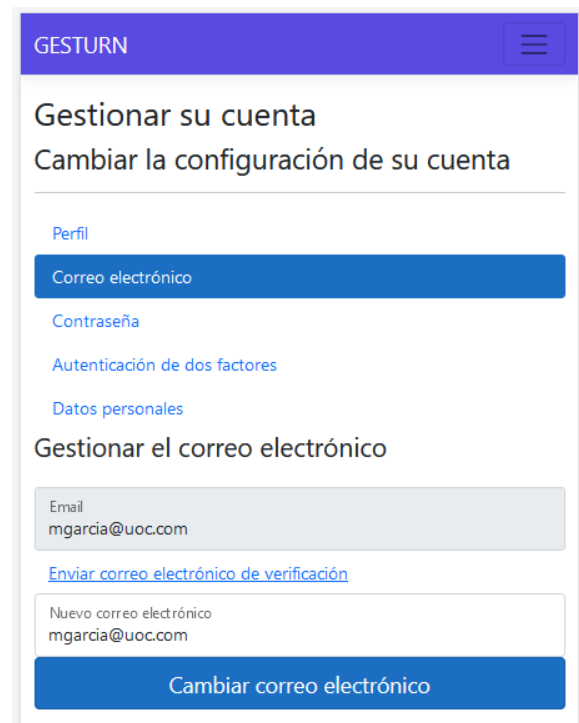 GESTURN
Gestionar su cuenta
Cambiar la configuración de su cuenta
Perfil
Correo electrónico
Contraseña
Autenticación de dos factores
Datos personales
Gestionar el correo electrónico
Email
mgarcia@uoc.com
Enviar correo electrónico de verificación
Nuevo correo electrónico
mgarcia@uoc.com
Cambiar correo electrónico